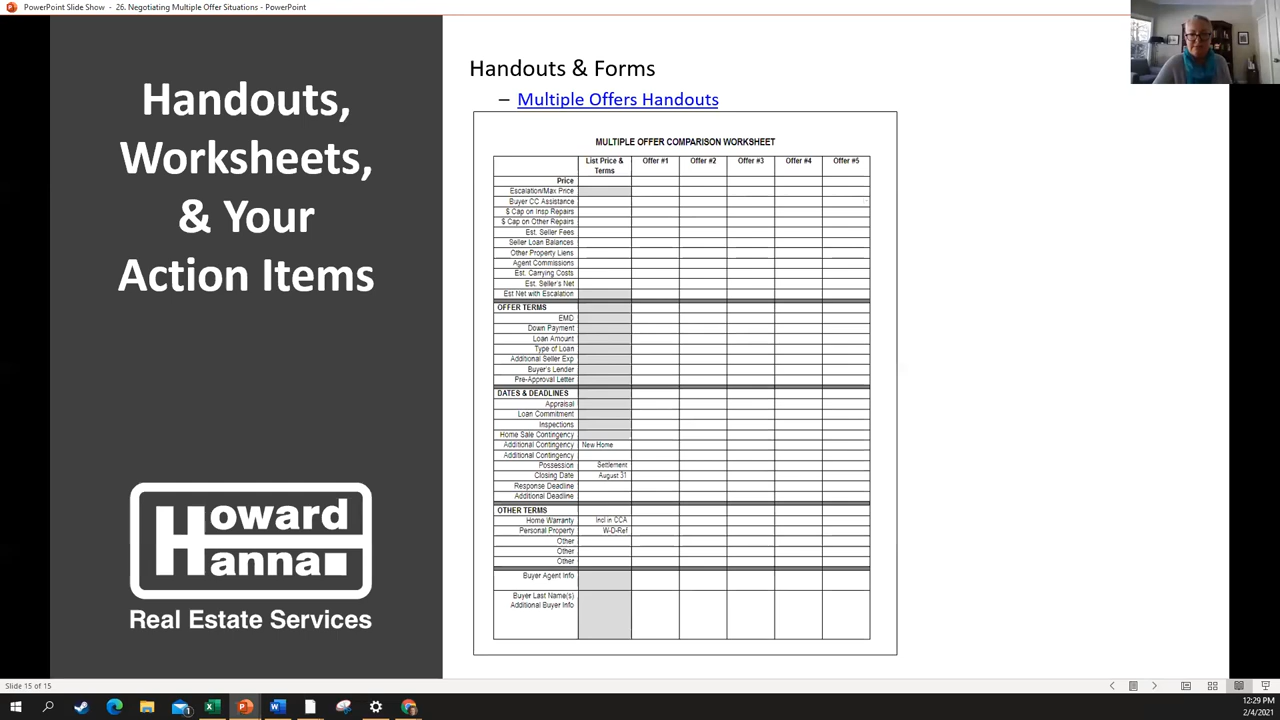 PowerPoint Slide Show - 26. Negotiating Multiple Offer Situations - PowerPoint
Handouts,
Worksheets,
& Your
Action Items
Howard
Hanna
Real Estate Services
Handouts & Forms
– Multiple Offers Handouts
MULTIPLE OFFER COMPARISON WORKSHEET
List Price & Terms Offer #1 Offer #2 Offer #3 Offer #4 Offer #5
Price
Escalation/Max Price
Buyer CC Assistance
$ Cap on Insp Repairs
$ Cap on Other Repairs
Est. Seller Fees
Seller Loan Balances
Other Property Liens
Agent Commissions
Est. Carrying Costs
Est. Seller's Net
Est Net with Escalation
OFFER TERMS
EMD
Down Payment
Loan Amount
Type of Loan
Additional Seller Exp
Buyer's Lender
Pre-Approval Letter
DATES & DEADLINES
Appraisal
Loan Commitment
Inspections
Home Sale Contingency
Additional Contingency New Home
Additional Contingency
Possession Settlement
Closing Date August 31
Response Deadline
Additional Deadline
OTHER TERMS
Home Warranty Incl in CCA
Personal Property W-D-Ref
Other
Other
Other
Buyer Agent Info
Buyer Last Name(s)
Additional Buyer Info
Slide 15 of 15
12:29 PM
2/4/2021